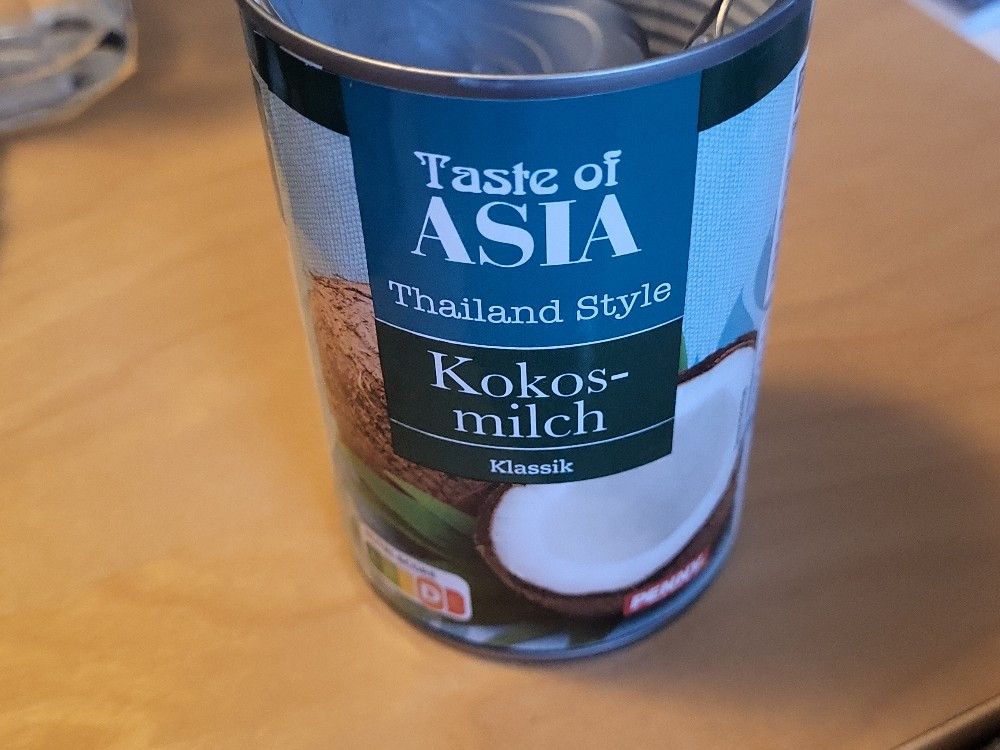 Taste of
ASIA
Thailand Style
Kokos-
milch
Klassik
D
PENNY